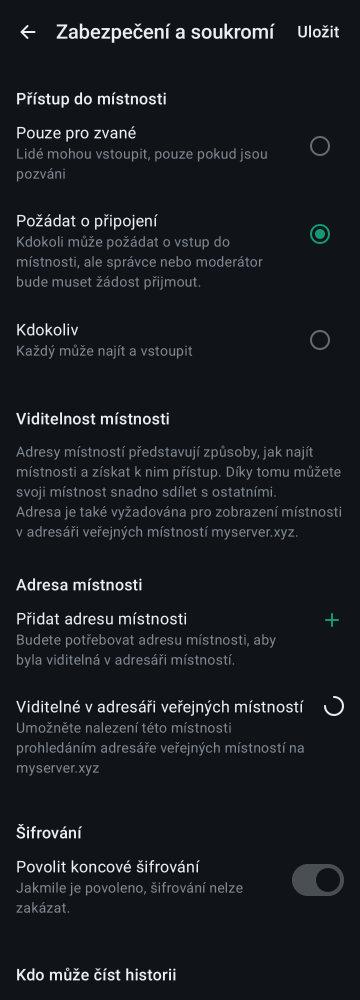 Zabezpečení a soukromí
Uložit
Přístup do místnosti
Pouze pro zvané
Lidé mohou vstoupit, pouze pokud jsou
pozváni
Požádat o připojení
Kdokoli může požádat o vstup do
místnosti, ale správce nebo moderátor
bude muset žádost přijmout.
Kdokoliv
Každý může najít a vstoupit
Viditelnost místnosti
Adresy místností představují způsoby, jak najít
místnosti a získat k nim přístup. Díky tomu můžete
svoji místnost snadno sdílet s ostatními.
Adresa je také vyžadována pro zobrazení místnosti
v adresáři veřejných místností myserver.xyz.
Adresa místnosti
Přidat adresu místnosti
Budete potřebovat adresu místnosti, aby
byla viditelná v adresáři místností.
Viditelné v adresáři veřejných místností
Umožněte nalezení této místnosti
prohledáním adresáře veřejných místností na
myserver.xyz
Šifrování
Povolit koncové šifrování
Jakmile je povoleno, šifrování nelze
zakázat.
Kdo může číst historii